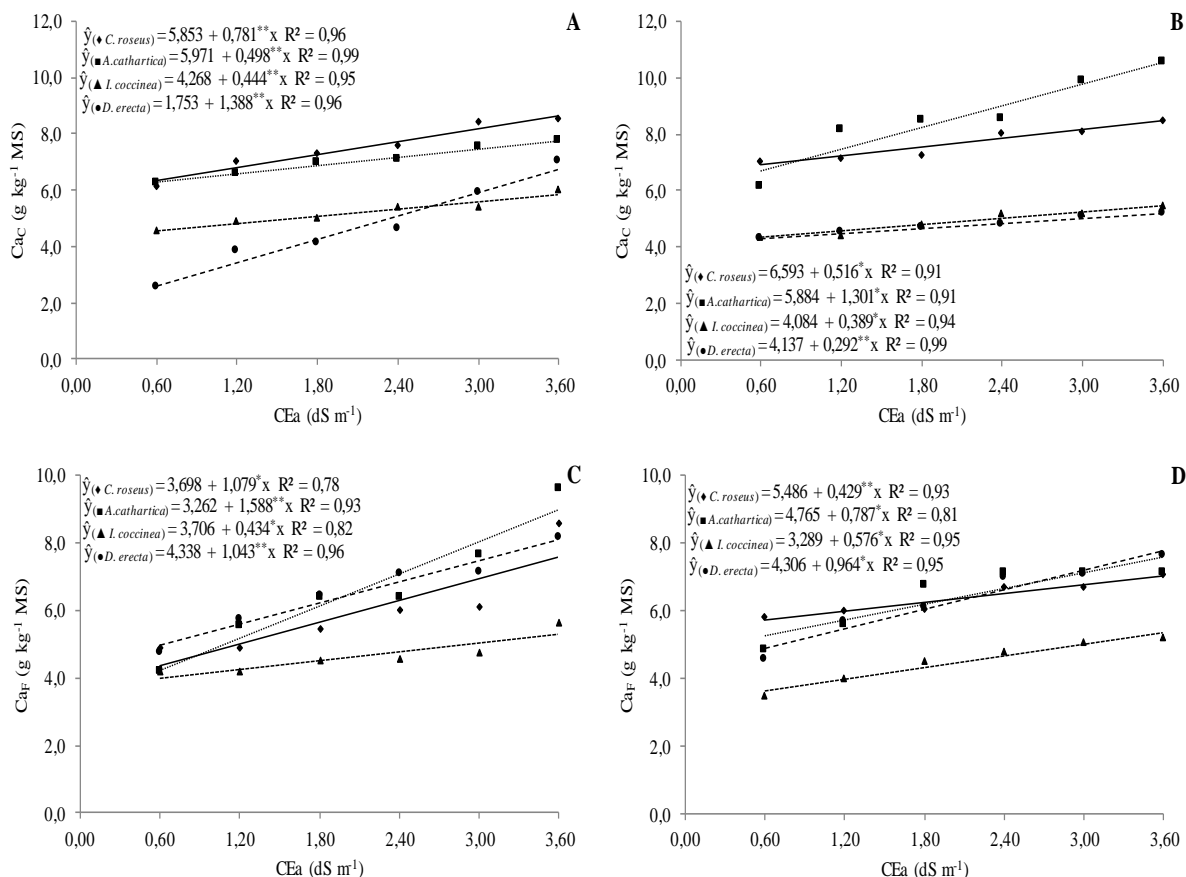 A
ŷ(♦ C. roseus) = 5,853 + 0,781**x R² = 0,96
ŷ(■ A.cathartica) = 5,971 + 0,498**x R² = 0,99
ŷ(▲ I. coccinea) = 4,268 + 0,444**x R² = 0,95
ŷ(● D. erecta) = 1,753 + 1,388**x R² = 0,96
12,0
10,0
8,0
6,0
4,0
2,0
0,0
Ca_C (g kg⁻¹ MS)
0,00 0,60 1,20 1,80 2,40 3,00 3,60
CEa (dS m⁻¹)
B
12,0
10,0
8,0
6,0
4,0
2,0
0,0
Ca_C (g kg⁻¹ MS)
ŷ(♦ C. roseus) = 6,593 + 0,516*x R² = 0,91
ŷ(■ A.cathartica) = 5,884 + 1,301*x R² = 0,91
ŷ(▲ I. coccinea) = 4,084 + 0,389*x R² = 0,94
ŷ(● D. erecta) = 4,137 + 0,292**x R² = 0,99
0,00 0,60 1,20 1,80 2,40 3,00 3,60
CEa (dS m⁻¹)
C
ŷ(♦ C. roseus) = 3,698 + 1,079*x R² = 0,78
ŷ(■ A.cathartica) = 3,262 + 1,588**x R² = 0,93
ŷ(▲ I. coccinea) = 3,706 + 0,434*x R² = 0,82
ŷ(● D. erecta) = 4,338 + 1,043**x R² = 0,96
10,0
8,0
6,0
4,0
2,0
0,0
Ca_F (g kg⁻¹ MS)
0,00 0,60 1,20 1,80 2,40 3,00 3,60
CEa (dS m⁻¹)
D
ŷ(♦ C. roseus) = 5,486 + 0,429**x R² = 0,93
ŷ(■ A.cathartica) = 4,765 + 0,787*x R² = 0,81
ŷ(▲ I. coccinea) = 3,289 + 0,576*x R² = 0,95
ŷ(● D. erecta) = 4,306 + 0,964*x R² = 0,95
10,0
8,0
6,0
4,0
2,0
0,0
Ca_F (g kg⁻¹ MS)
0,00 0,60 1,20 1,80 2,40 3,00 3,60
CEa (dS m⁻¹)